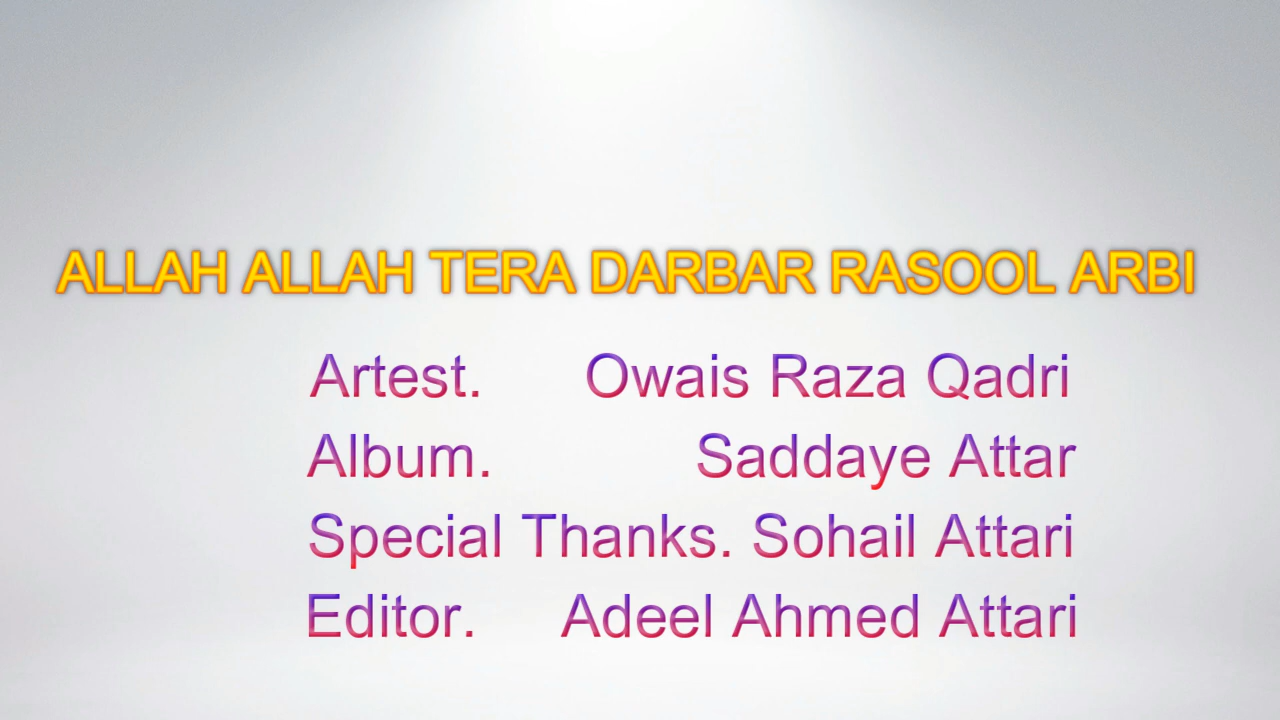 ALLAH ALLAH TERA DARBAR RASOOL ARBI
Artest. Owais Raza Qadri
Album. Saddaye Attar
Special Thanks. Sohail Attari
Editor. Adeel Ahmed Attari